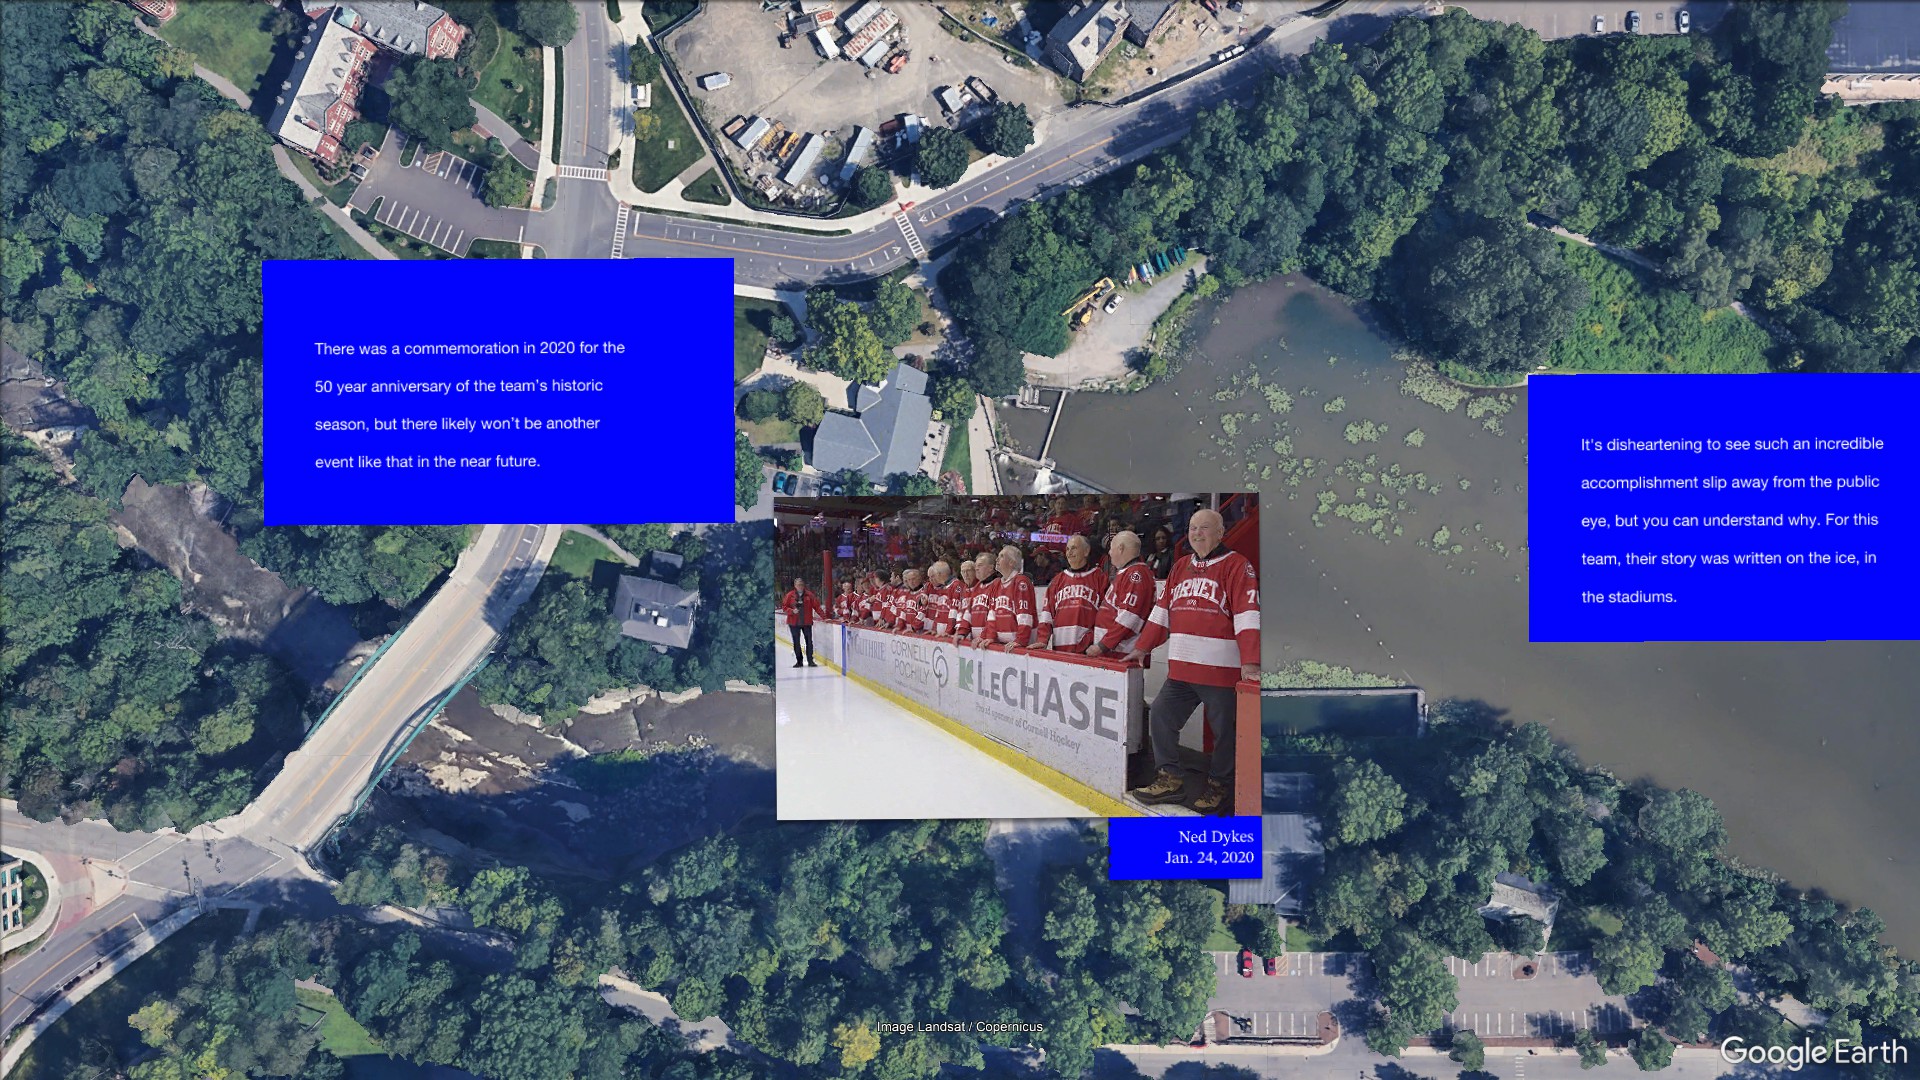 There was a commemoration in 2020 for the
50 year anniversary of the team's historic
season, but there likely won't be another
event like that in the near future.
It's disheartening to see such an incredible
accomplishment slip away from the public
eye, but you can understand why. For this
team, their story was written on the ice, in
the stadiums.
GUTHRIE
CORNELL
POCHILY
LECHASE
Proud sponsor of Cornell Hockey
CORNELL
70
10
CORNELL
70
Ned Dykes
Jan. 24, 2020
Image Landsat / Copernicus
Google Earth